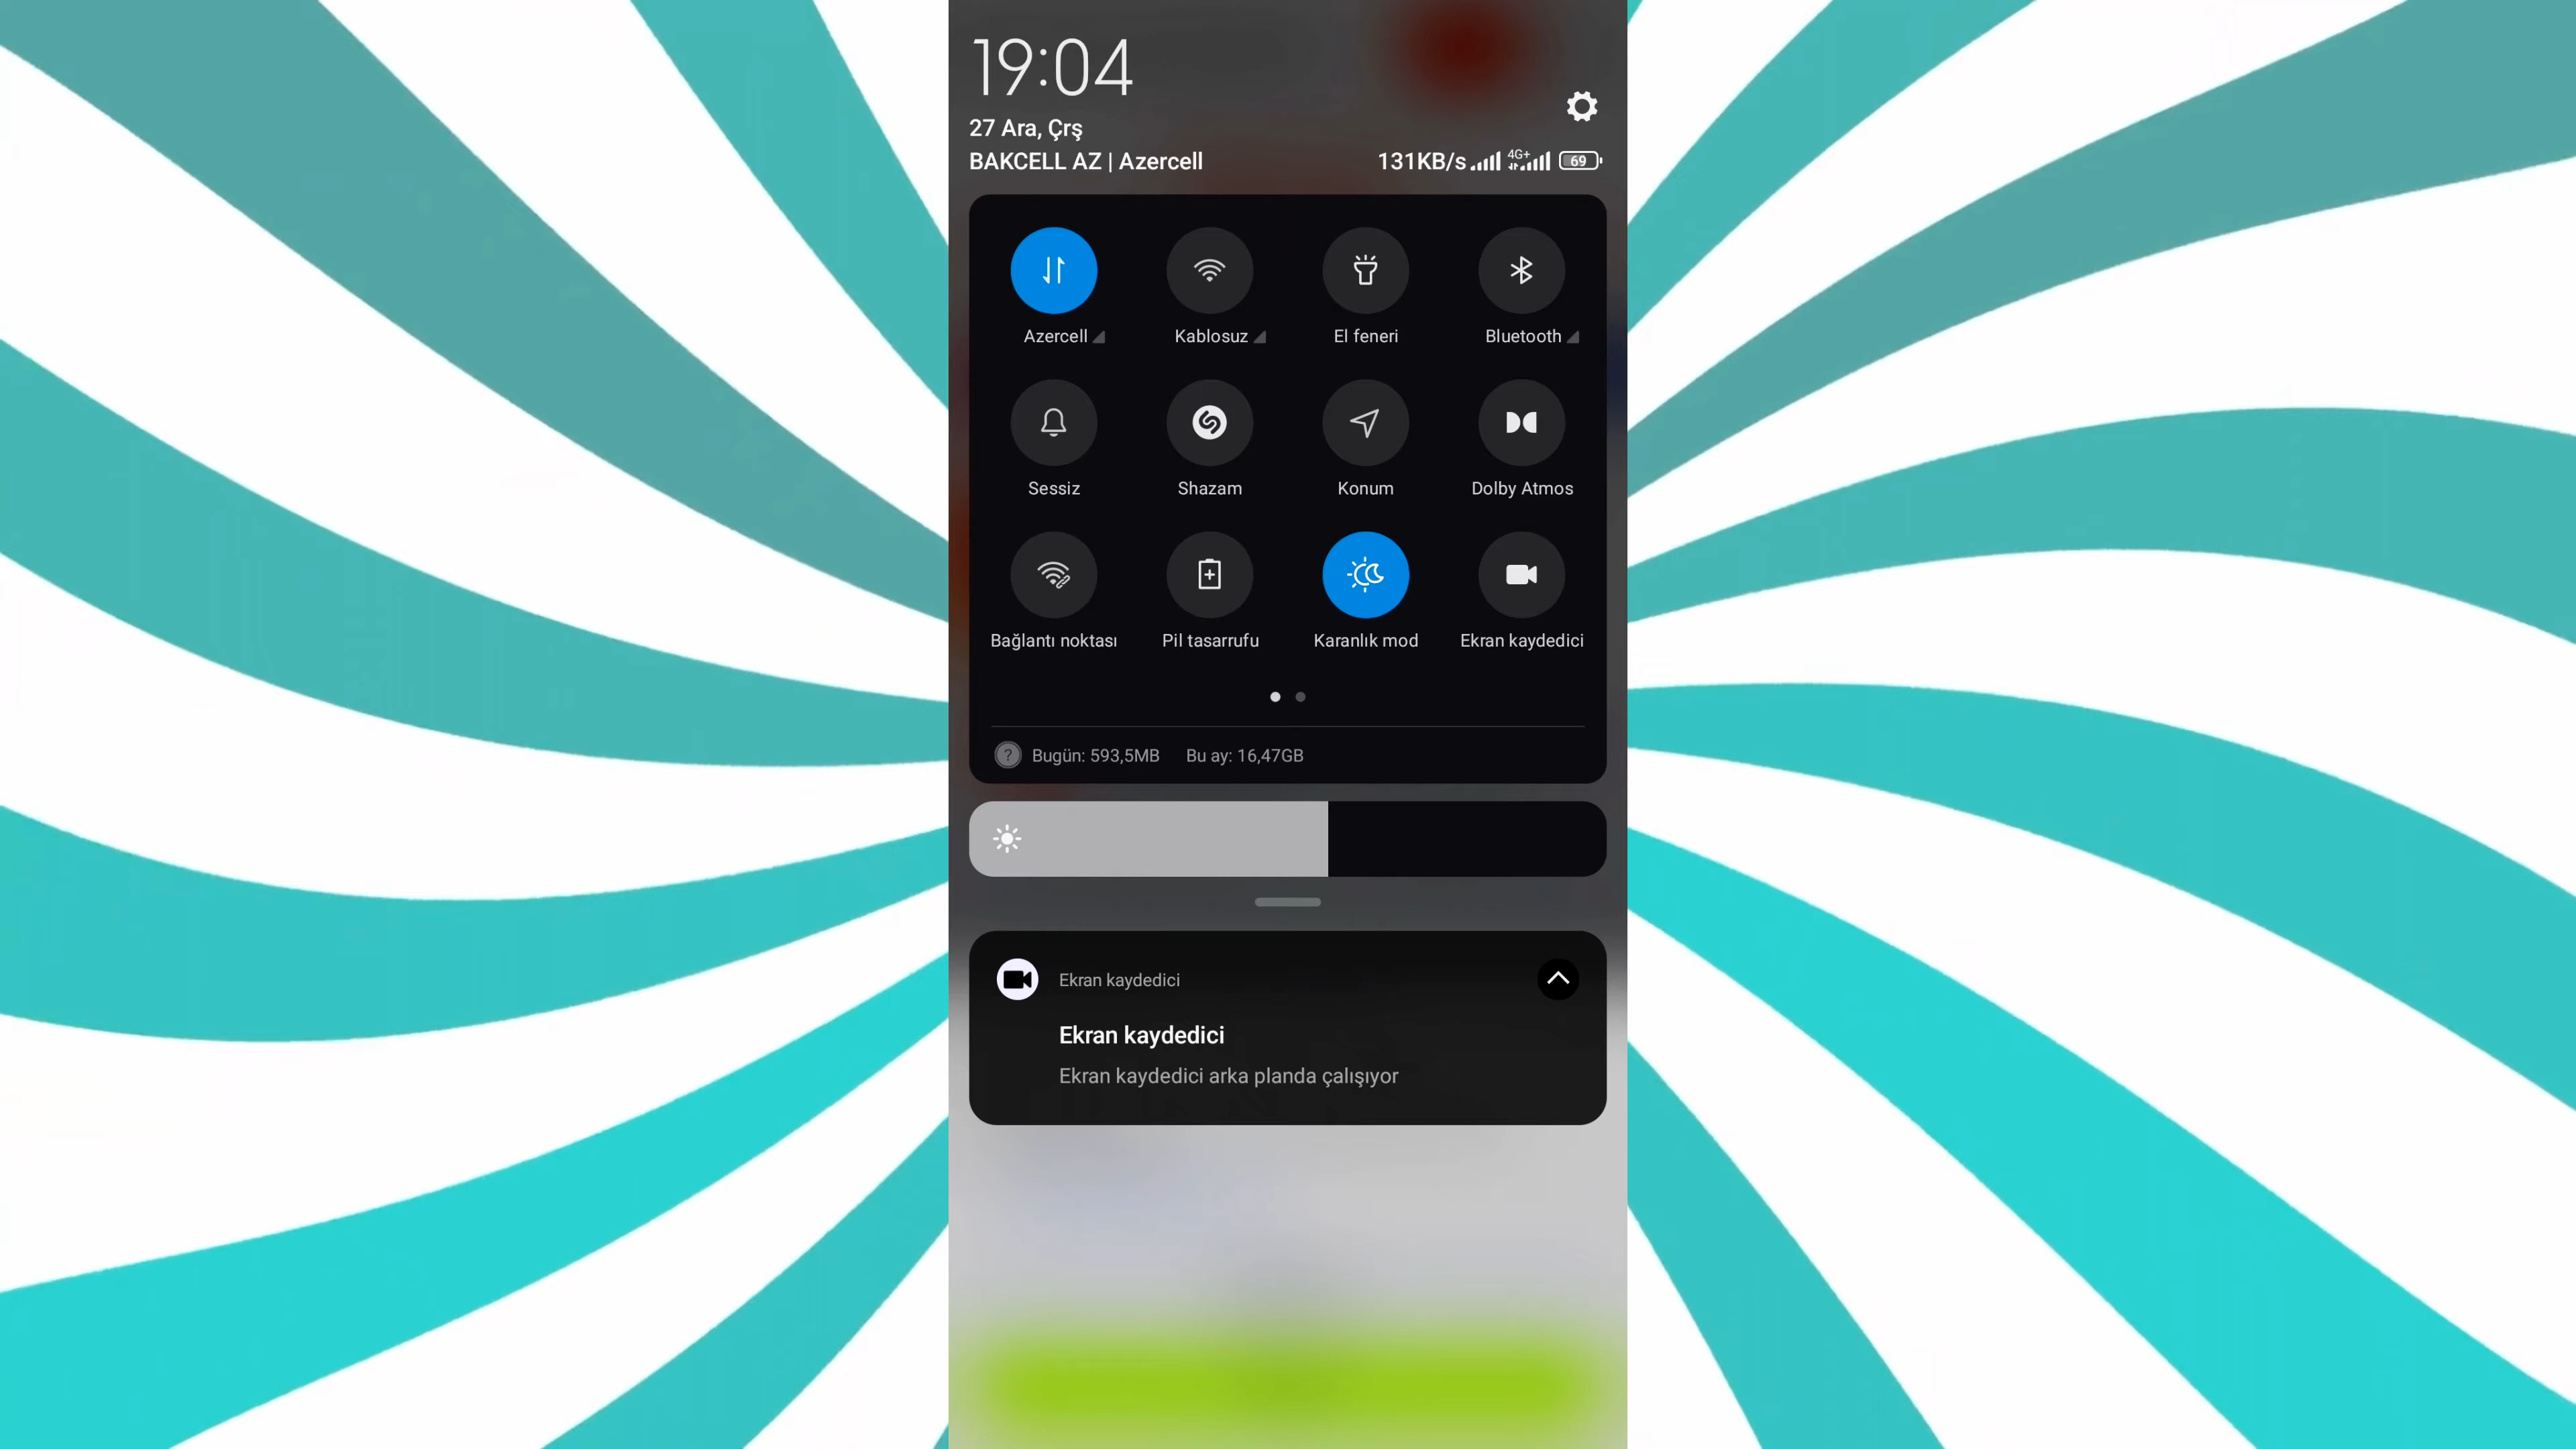 19:04
27 Ara, Çrş
BAKCELL AZ | Azercell
131KB/s 4G+ 69
Azercell Kablosuz El feneri Bluetooth
Sessiz Shazam Konum Dolby Atmos
Bağlantı noktası Pil tasarrufu Karanlık mod Ekran kaydedici
? Bugün: 593,5MB Bu ay: 16,47GB
Ekran kaydedici
Ekran kaydedici
Ekran kaydedici arka planda çalışıyor